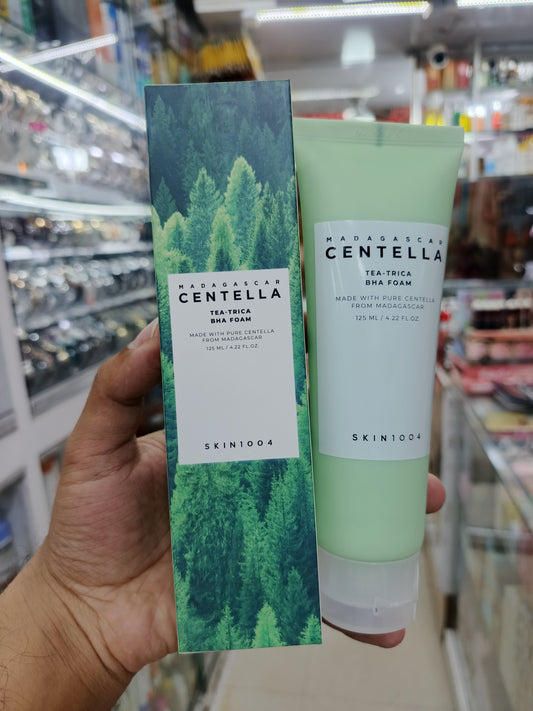 MADAGASCAR
CENTELLA
TEA-TRICA
BHA FOAM
MADE WITH PURE CENTELLA
FROM MADAGASCAR
125 ML / 4.22 FL.OZ.
SKIN1004
MADAGASCAR
CENTELLA
TEA-TRICA
BHA FOAM
MADE WITH PURE CENTELLA
FROM MADAGASCAR
125 ML / 4.22 FL.OZ.
SKIN1004